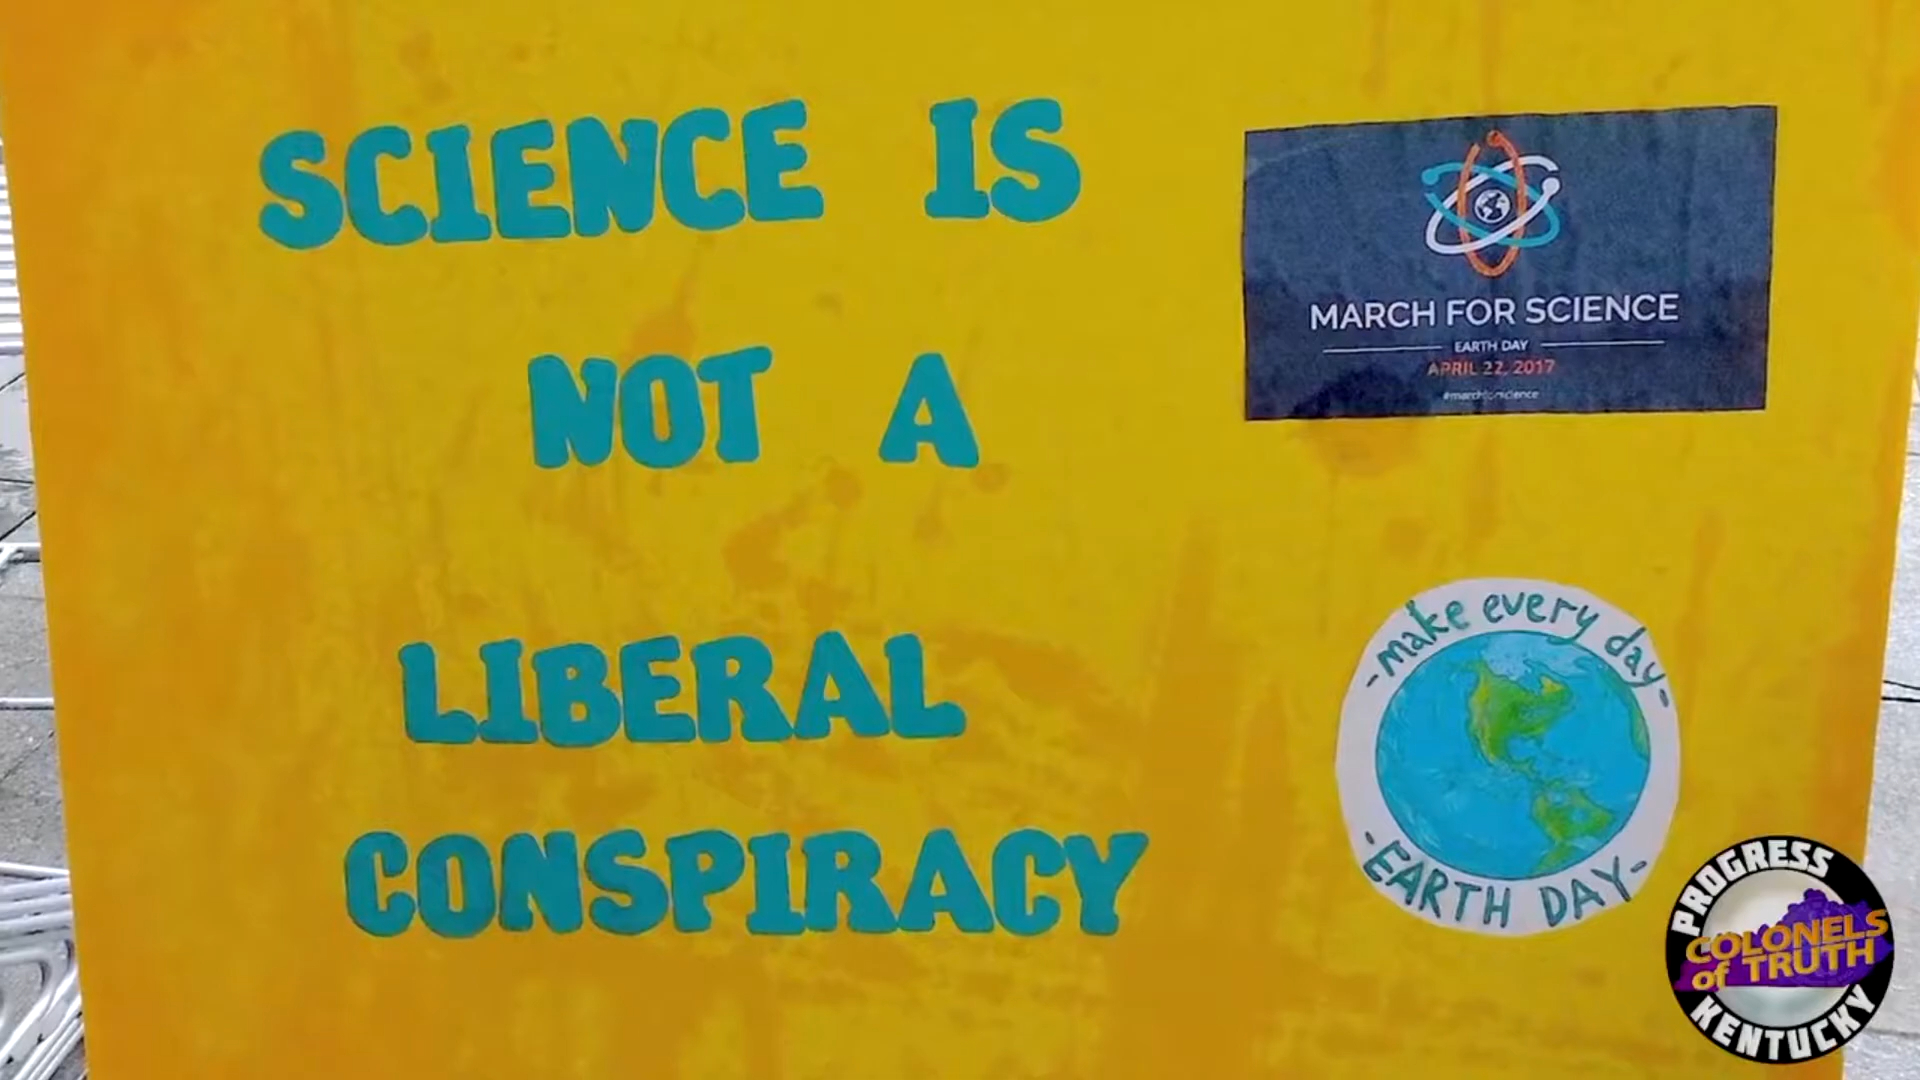 SCIENCE IS
NOT A
LIBERAL
CONSPIRACY
MARCH FOR SCIENCE
EARTH DAY
APRIL 22, 2017
#marchforscience
-make every day-
-EARTH DAY-
PROGRESS
COLONELS
of TRUTH
KENTUCKY